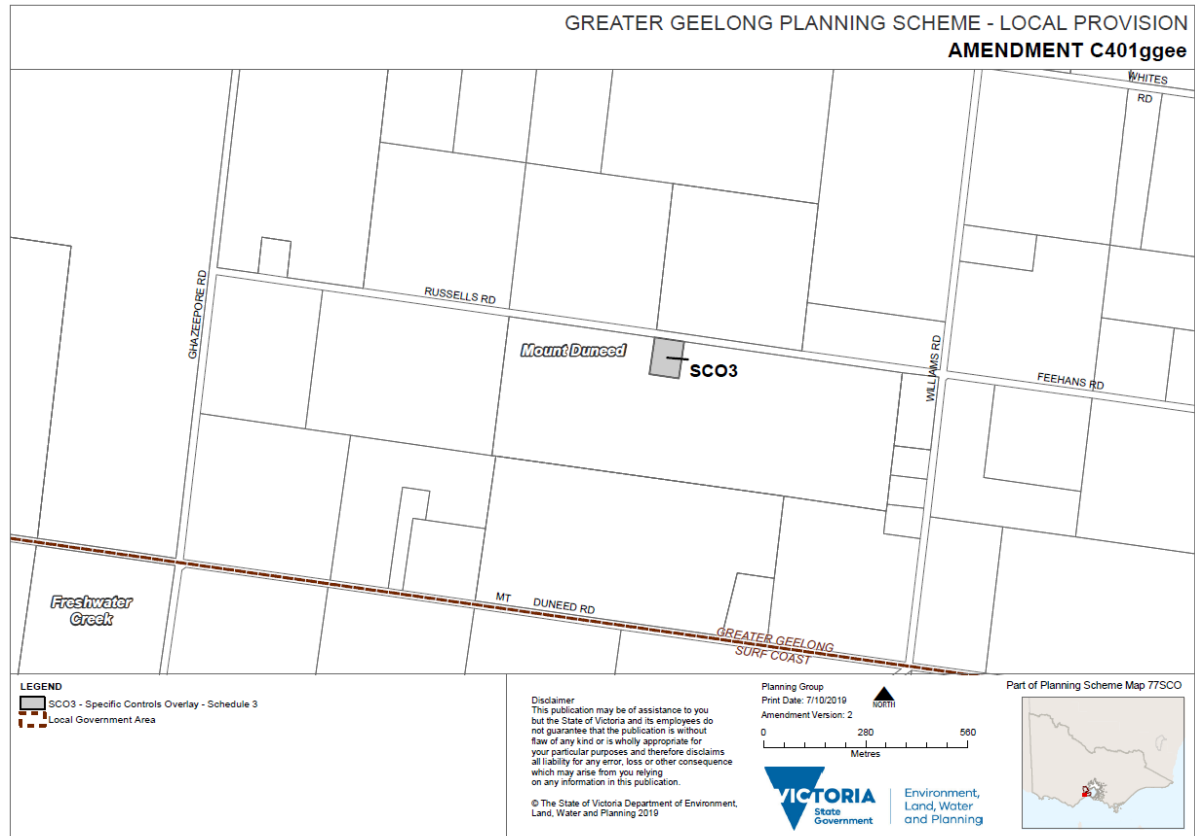 GREATER GEELONG PLANNING SCHEME - LOCAL PROVISION
AMENDMENT C401ggee
WHITES
RD
GHAZEEPORE RD
RUSSELLS RD
Mount Duneed
SCO3
WILLIAMS RD
FEEHANS RD
Freshwater
Creek
MT DUNEED RD
GREATER GEELONG
SURF COAST
LEGEND
SCO3 - Specific Controls Overlay - Schedule 3
Local Government Area
Disclaimer
This publication may be of assistance to you
but the State of Victoria and its employees do
not guarantee that the publication is without
flaw of any kind or is wholly appropriate for
your particular purposes and therefore disclaims
all liability for any error, loss or other consequence
which may arise from you relying
on any information in this publication.
© The State of Victoria Department of Environment,
Land, Water and Planning 2019
Planning Group
Print Date: 7/10/2019
Amendment Version: 2
NORTH
0 280 560
Metres
VICTORIA
State
Government
Environment,
Land, Water
and Planning
Part of Planning Scheme Map 77SCO